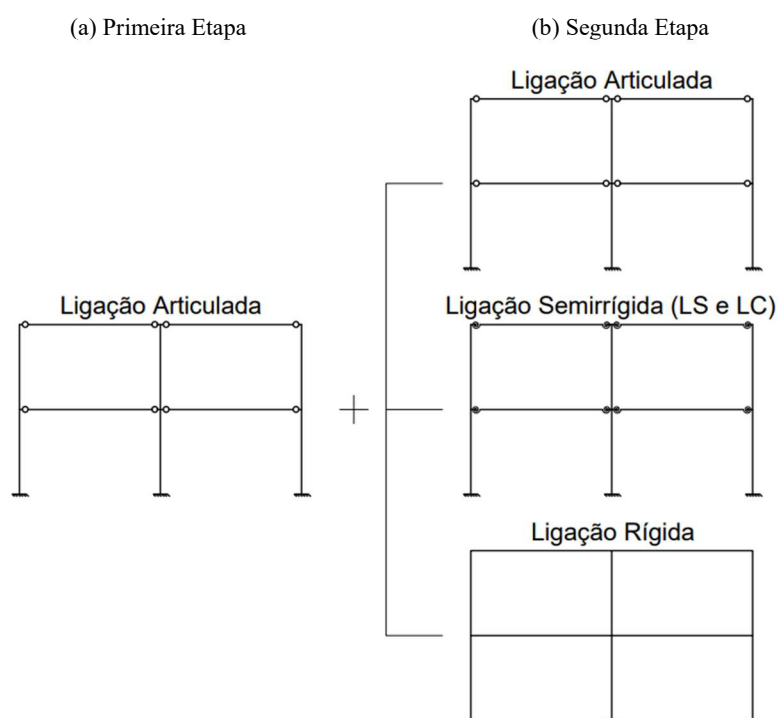 (a) Primeira Etapa
(b) Segunda Etapa
Ligação Articulada
Ligação Articulada
Ligação Semirrígida (LS e LC)
Ligação Rígida